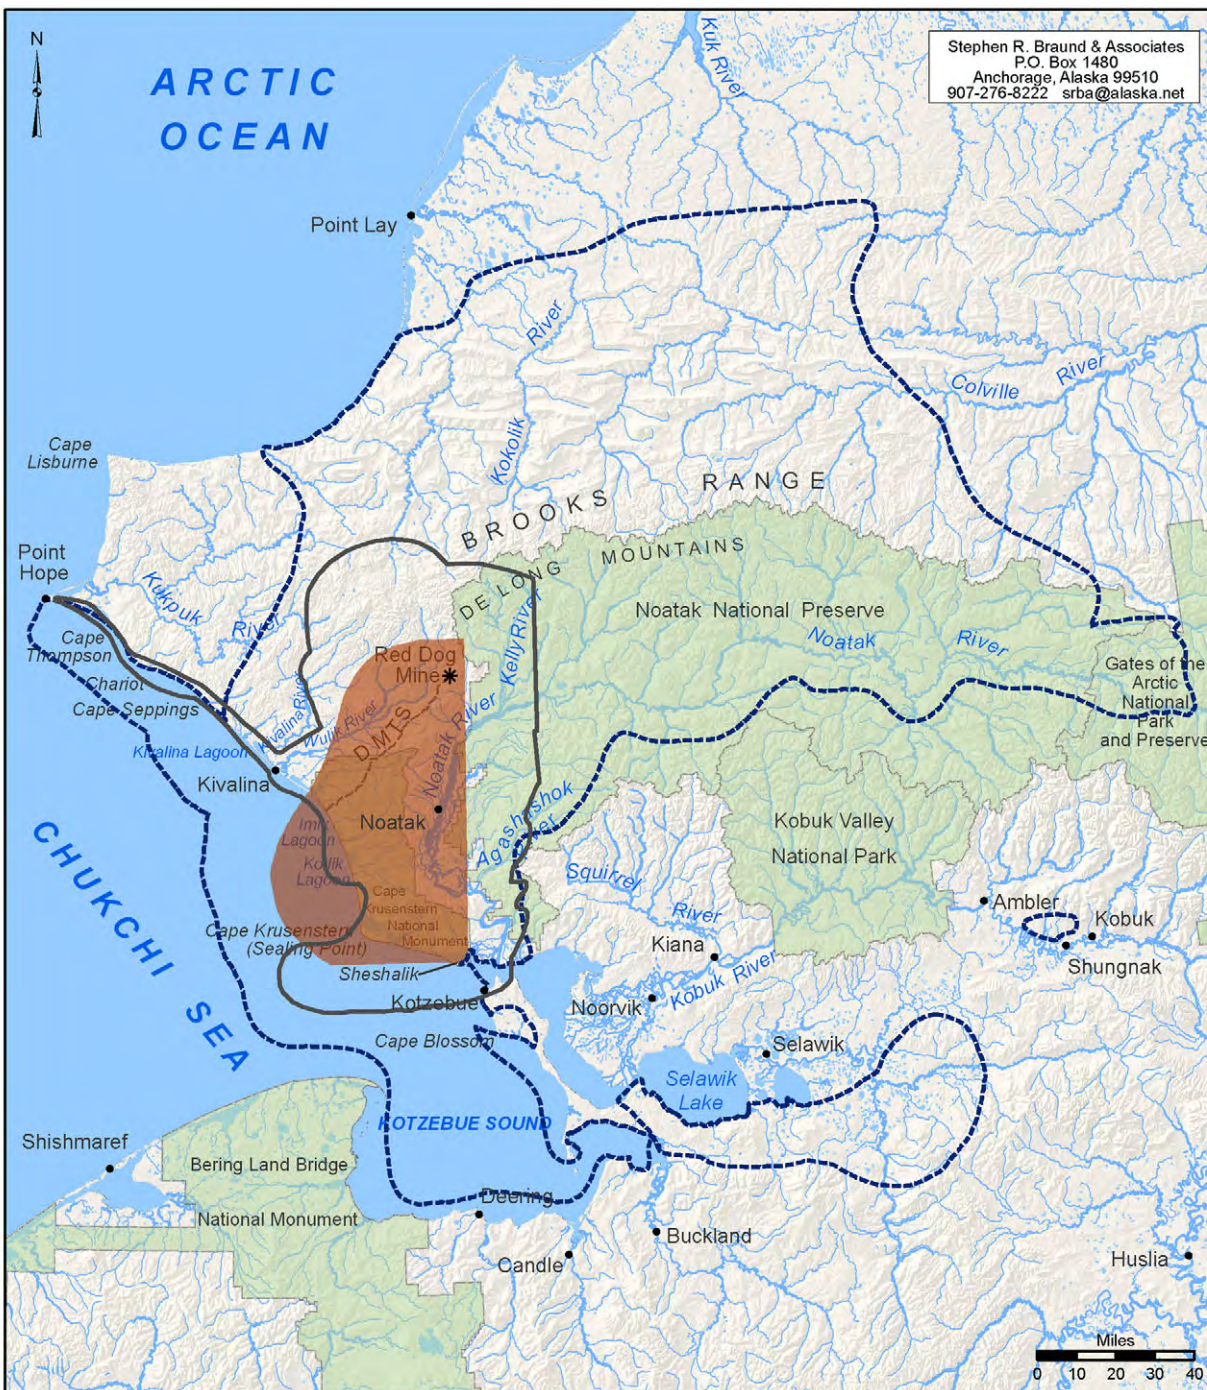 N
ARCTIC
OCEAN
Kuk River
Stephen R. Braund & Associates
P.O. Box 1480
Anchorage, Alaska 99510
907-276-8222 srba@alaska.net
Point Lay
Kokolik River
Colville River
Cape
Lisburne
BROOKS RANGE
DE LONG MOUNTAINS
Point
Hope
Kukpuk River
Noatak National Preserve
Noatak River
Cape
Thompson
Chariot
Cape Seppings
Red Dog
Mine
Kelly River
Gates of the
Arctic
National
Park
and Preserve
Kivalina River
Wulik River
Kivalina Lagoon
DMTS
Noatak River
Kivalina
Noatak
Imik
Lagoon
Kotlik
Lagoon
Agashashok
River
Kobuk Valley
National Park
Squirrel River
Cape
Krusenstern
National
Monument
Cape Krusenstern
(Sealing Point)
Ambler
Kobuk
Shungnak
Kiana
Kobuk River
Sheshalik
Kotzebue
Noorvik
CHUKCHI SEA
Cape Blossom
Selawik
Selawik
Lake
KOTZEBUE SOUND
Shishmaref
Bering Land Bridge
National Monument
Deering
Candle
Buckland
Huslia
Miles
0 10 20 30 40